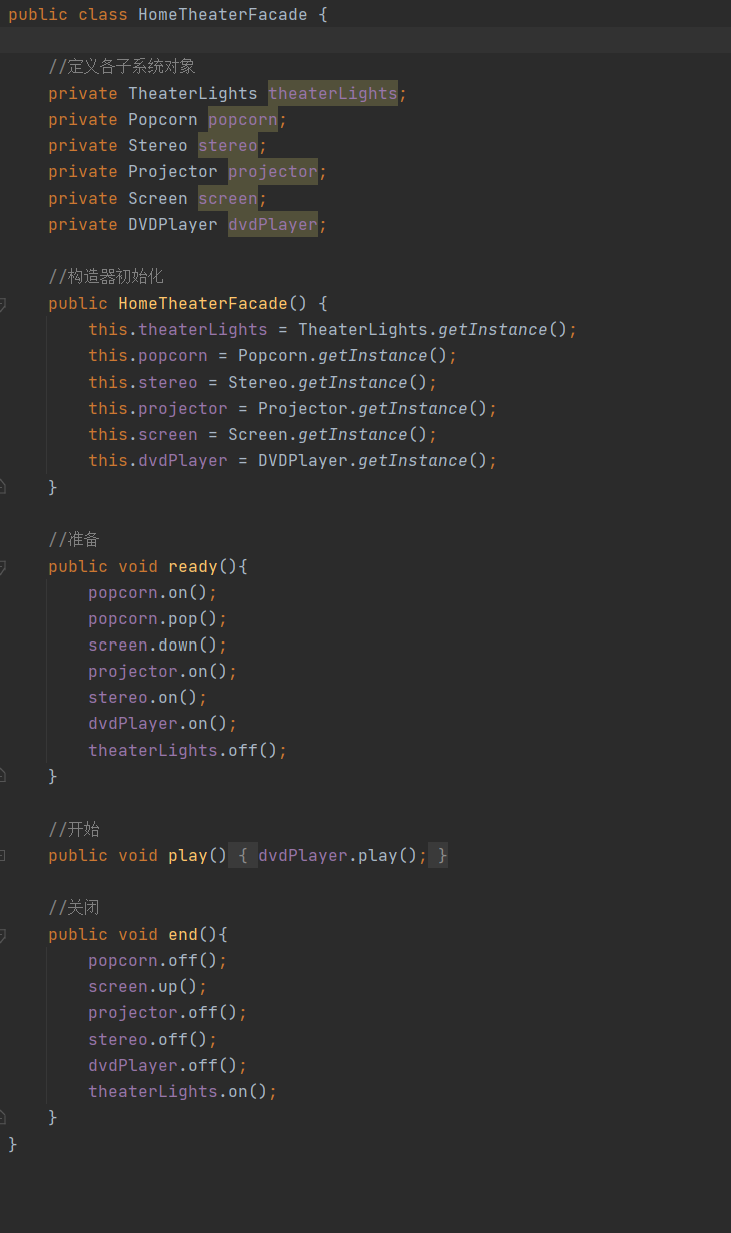 public class HomeTheaterFacade {
//定义各子系统对象
private TheaterLights theaterLights;
private Popcorn popcorn;
private Stereo stereo;
private Projector projector;
private Screen screen;
private DVDPlayer dvdPlayer;
//构造器初始化
public HomeTheaterFacade() {
this.theaterLights = TheaterLights.getInstance();
this.popcorn = Popcorn.getInstance();
this.stereo = Stereo.getInstance();
this.projector = Projector.getInstance();
this.screen = Screen.getInstance();
this.dvdPlayer = DVDPlayer.getInstance();
}
//准备
public void ready(){
popcorn.on();
popcorn.pop();
screen.down();
projector.on();
stereo.on();
dvdPlayer.on();
theaterLights.off();
}
//开始
public void play() { dvdPlayer.play(); }
//关闭
public void end(){
popcorn.off();
screen.up();
projector.off();
stereo.off();
dvdPlayer.off();
theaterLights.on();
}
}